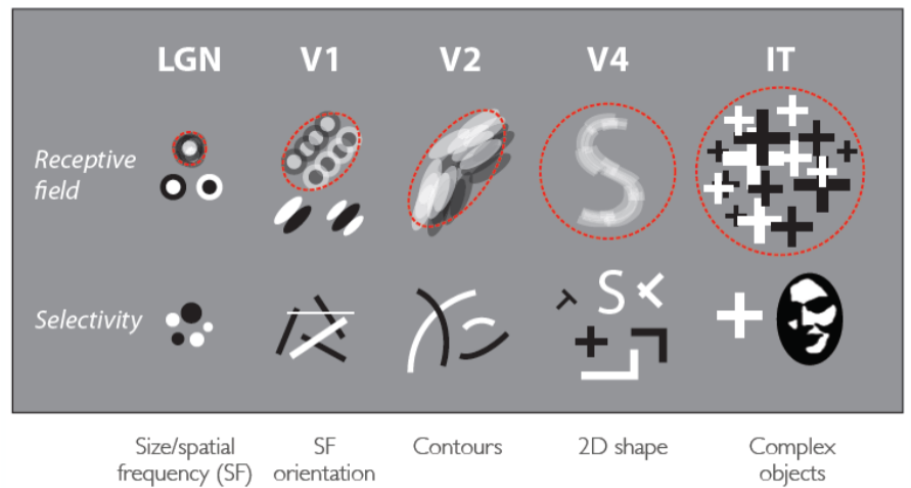 LGN V1 V2 V4 IT
Receptive
field
Selectivity
S
Size/spatial
frequency (SF)
SF
orientation
Contours
2D shape
Complex
objects